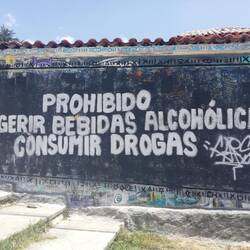 PROHIBIDO
GERIR BEBIDAS ALCOHÓLIC
CONSUMIR DROGAS